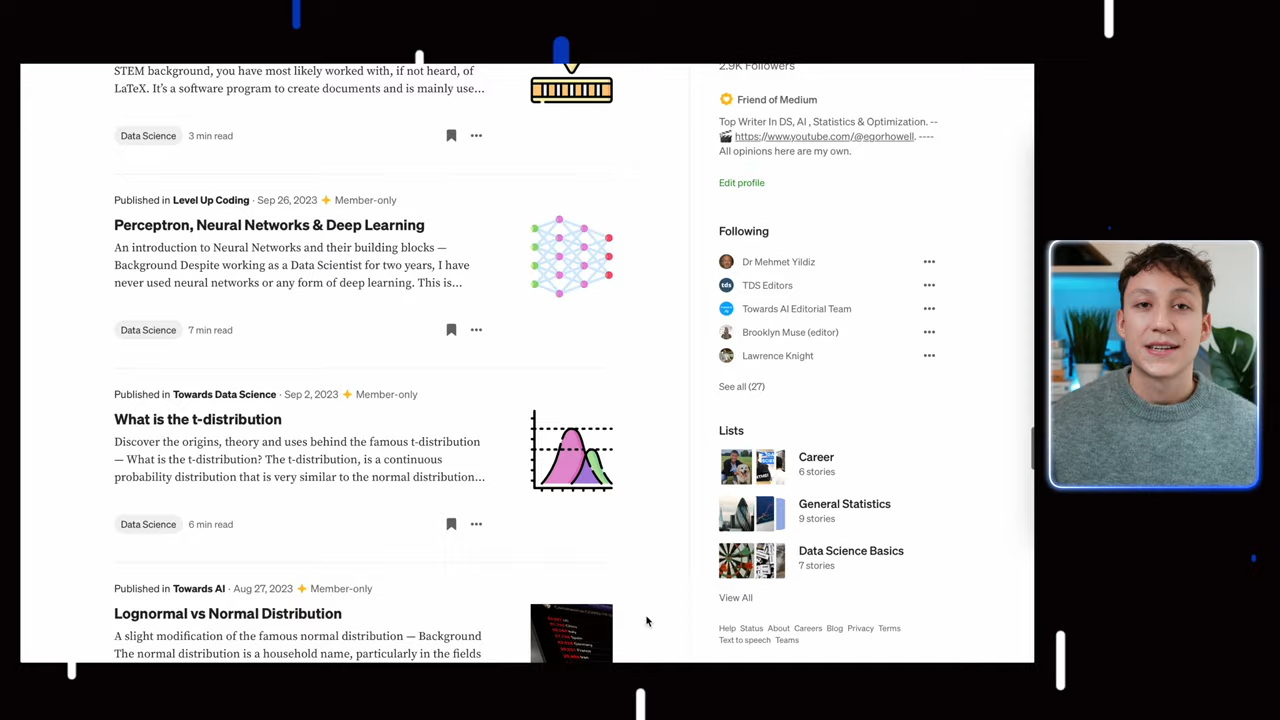 STEM background, you have most likely worked with, if not heard, of
LaTeX. It's a software program to create documents and is mainly use...
Data Science 3 min read
Published in Level Up Coding · Sep 26, 2023 Member-only
Perceptron, Neural Networks & Deep Learning
An introduction to Neural Networks and their building blocks —
Background Despite working as a Data Scientist for two years, I have
never used neural networks or any form of deep learning. This is...
Data Science 7 min read
Published in Towards Data Science · Sep 2, 2023 Member-only
What is the t-distribution
Discover the origins, theory and uses behind the famous t-distribution
— What is the t-distribution? The t-distribution, is a continuous
probability distribution that is very similar to the normal distribution...
Data Science 6 min read
Published in Towards AI · Aug 27, 2023 Member-only
Lognormal vs Normal Distribution
A slight modification of the famous normal distribution — Background
The normal distribution is a household name, particularly in the fields
2.9K Followers
Friend of Medium
Top Writer In DS, AI , Statistics & Optimization. --
https://www.youtube.com/@egorhowell. ----
All opinions here are my own.
Edit profile
Following
Dr Mehmet Yildiz
tds TDS Editors
Towards AI Editorial Team
Brooklyn Muse (editor)
Lawrence Knight
See all (27)
Lists
Career
6 stories
General Statistics
9 stories
Data Science Basics
7 stories
View All
Help Status About Careers Blog Privacy Terms
Text to speech Teams